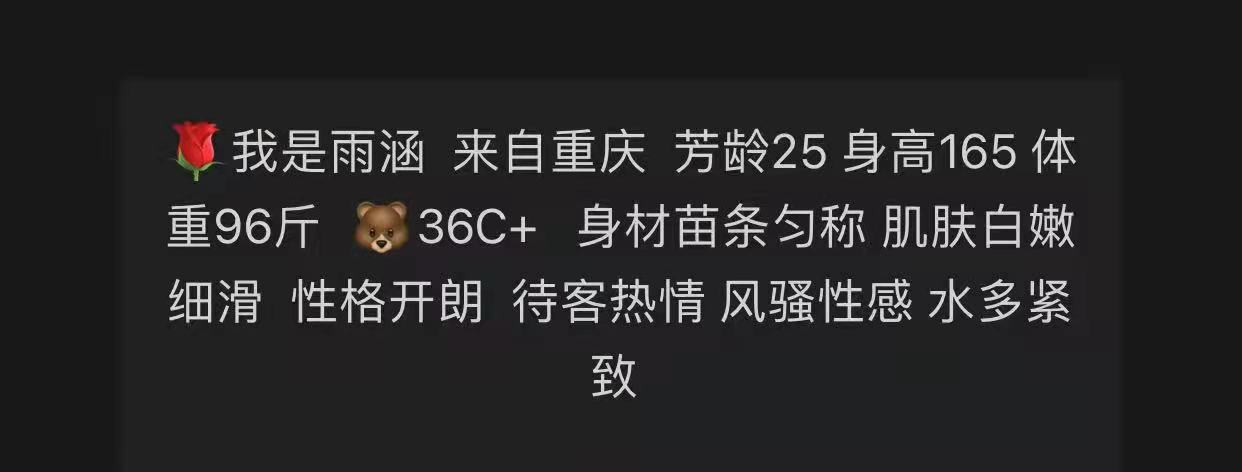 🌹我是雨涵 来自重庆 芳龄25 身高165 体
重96斤 🐻36C+ 身材苗条匀称 肌肤白嫩
细滑 性格开朗 待客热情 风骚性感 水多紧
致